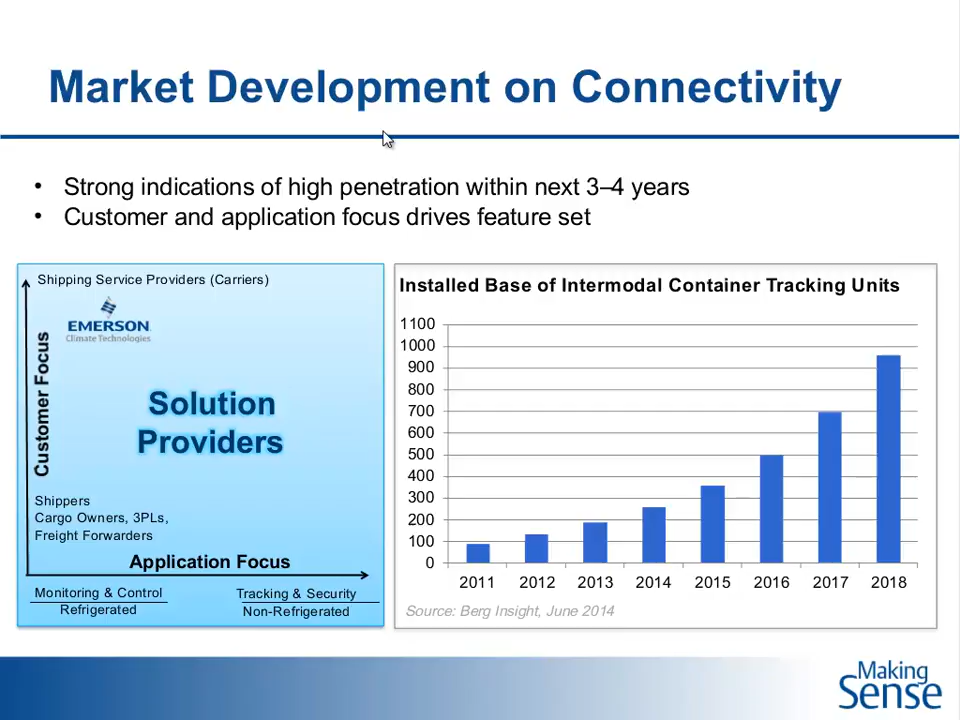 Market Development on Connectivity
• Strong indications of high penetration within next 3–4 years
• Customer and application focus drives feature set
Shipping Service Providers (Carriers)
EMERSON
Climate Technologies
Customer Focus
Solution
Providers
Shippers
Cargo Owners, 3PLs,
Freight Forwarders
Application Focus
Monitoring & Control
Refrigerated
Tracking & Security
Non-Refrigerated
Installed Base of Intermodal Container Tracking Units
1100
1000
900
800
700
600
500
400
300
200
100
0
2011 2012 2013 2014 2015 2016 2017 2018
Source: Berg Insight, June 2014
Making
Sense